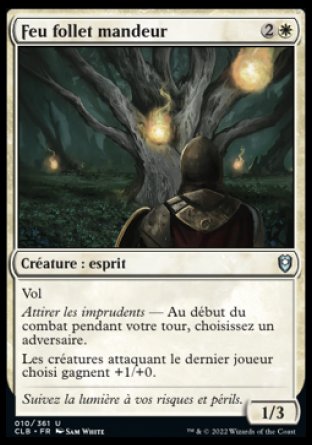 Feu follet mandeur 2
Créature : esprit
Vol
Attirer les imprudents — Au début du
combat pendant votre tour, choisissez un
adversaire.
Les créatures attaquant le dernier joueur
choisi gagnent +1/+0.
Suivez la lumière à vos risques et périls.
1/3
010/361 U
CLB • FR Sam White
™ & © 2022 Wizards of the Coast